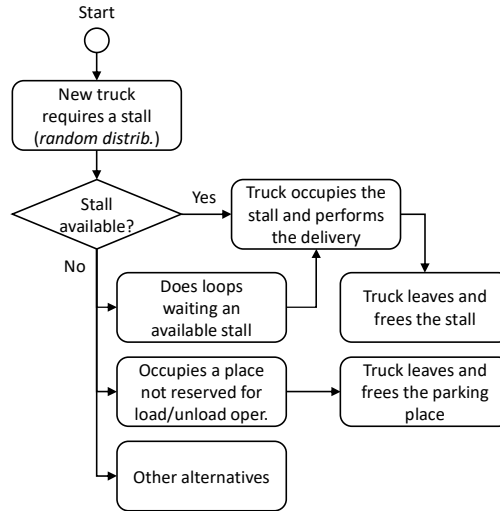 Start
New truck
requires a stall
(random distrib.)
Stall
available?
Yes
Truck occupies the
stall and performs
the delivery
No
Does loops
waiting an
available stall
Truck leaves and
frees the stall
Occupies a place
not reserved for
load/unload oper.
Truck leaves and
frees the parking
place
Other alternatives